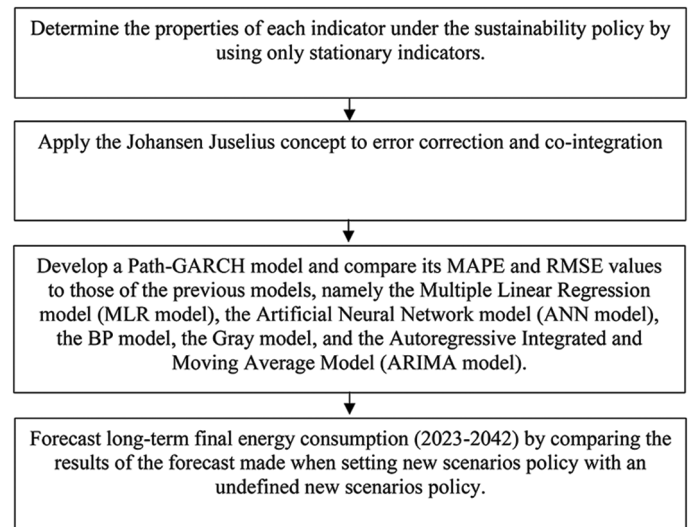 Determine the properties of each indicator under the sustainability policy by
using only stationary indicators.
Apply the Johansen Juselius concept to error correction and co-integration
Develop a Path-GARCH model and compare its MAPE and RMSE values
to those of the previous models, namely the Multiple Linear Regression
model (MLR model), the Artificial Neural Network model (ANN model),
the BP model, the Gray model, and the Autoregressive Integrated and
Moving Average Model (ARIMA model).
Forecast long-term final energy consumption (2023-2042) by comparing the
results of the forecast made when setting new scenarios policy with an
undefined new scenarios policy.